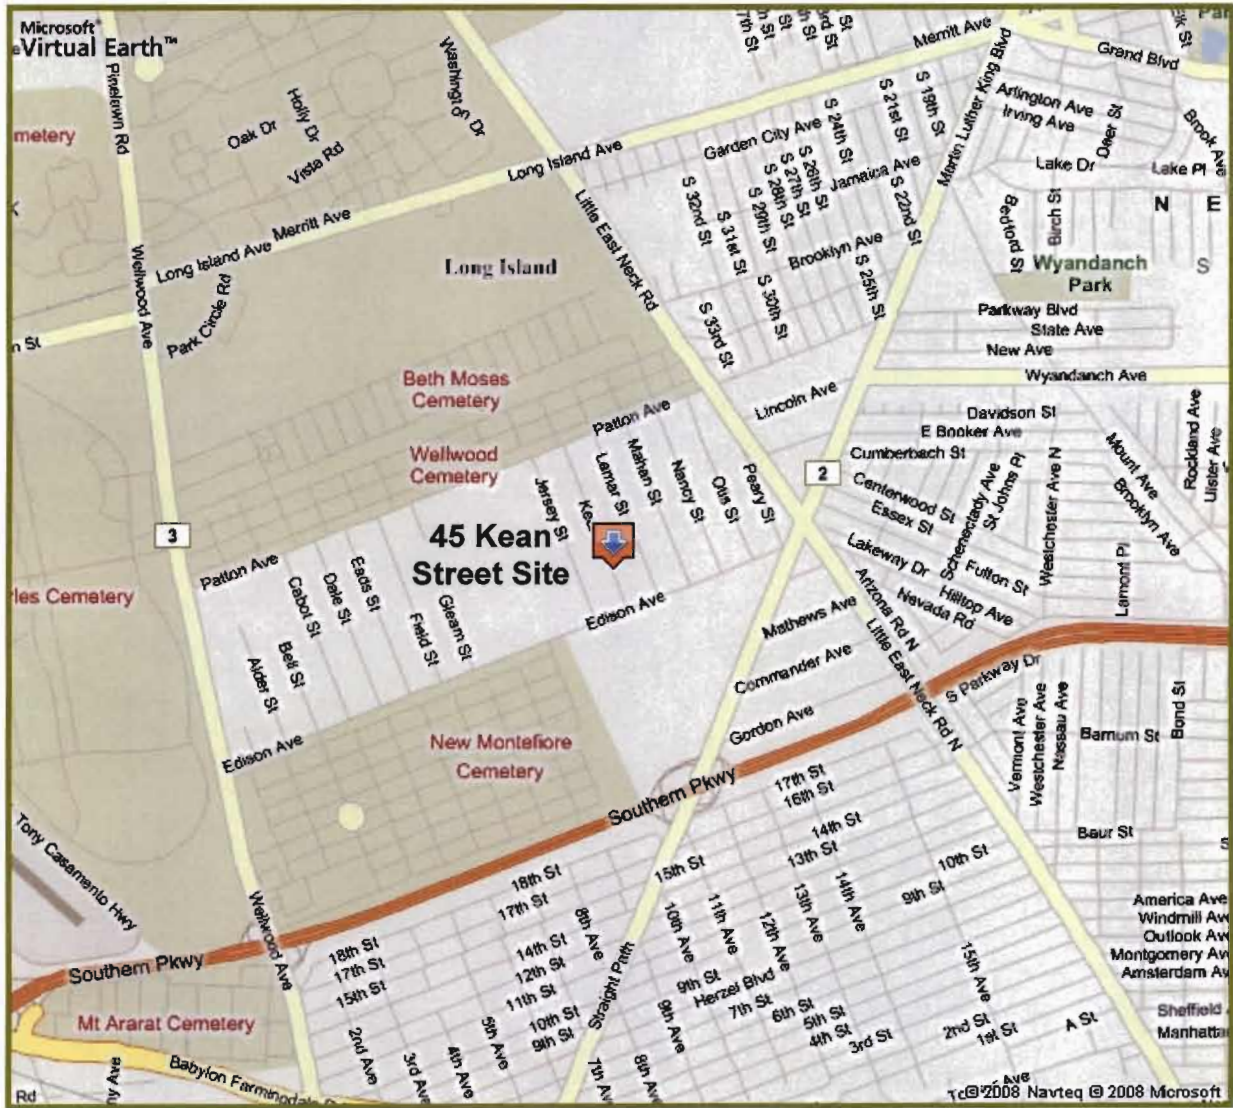 Microsoft®
Virtual Earth™
Pinelawn Rd
Washington Dr
Holly Dr
Oak Dr
Vista Rd
Long Island Ave
Merritt Ave
Long Island Ave
Merritt Ave
Grand Blvd
Elk St
Martin Luther King Blvd
Arlington Ave
Irving Ave
Deer St
Brook Ave
Lake Dr
Lake Pl
S 19th St
S 21st St
S 24th St
Garden City Ave
S 26th St
S 27th St
S 28th St
S 29th St
Jamaica Ave
S 22nd St
S 32nd St
S 31st St
Brooklyn Ave
S 25th St
S 30th St
S 33rd St
Bedford St
Birch St
N E
S
Wyandanch
Park
Little East Neck Rd
Long Island
Wellwood Ave
Park Circle Rd
n St
metery
Parkway Blvd
State Ave
New Ave
Wyandanch Ave
Beth Moses
Cemetery
Wellwood
Cemetery
Patton Ave
Lincoln Ave
Davidson St
E Booker Ave
Cumberbach St
Centerwood St
Essex St
Schenectady Ave
St Johns Pl
Westchester Ave N
Mount Ave
Brooklyn Ave
Rockland Ave
Ulster Ave
Lamont Pl
Fulton St
Lakeway Dr
Hilltop Ave
Nevada Rd
Arizona Rd N
2
3
Jersey St
Lamar St
Mahan St
Nancy St
Otis St
Peary St
45 Kean
Street Site
Patton Ave
Eads St
Dale St
Cabot St
Bell St
Alder St
Gleam St
Field St
Edison Ave
Edison Ave
rles Cemetery
Mathews Ave
Commander Ave
Gordon Ave
Little East Neck Rd N
S Parkway Dr
New Montefiore
Cemetery
Vermont Ave
Westchester Ave
Nassau Ave
Barnum St
Bond St
Baur St
Southern Pkwy
17th St
16th St
14th St
13th St
15th St
10th St
9th St
18th St
17th St
8th Ave
10th Ave
11th Ave
12th Ave
13th Ave
14th Ave
15th Ave
America Ave
Windmill Ave
Outlook Ave
Montgomery Ave
Amsterdam Av
Sheffield
Manhatta
Tony Casamento Hwy
Wellwood Ave
Southern Pkwy
18th St
17th St
15th St
14th St
12th St
11th St
10th St
9th St
Straight Path
9th St
Herzel Blvd
7th St
6th St
5th St
4th St
3rd St
2nd St
1st St
A St
Mt Ararat Cemetery
2nd Ave
3rd Ave
4th Ave
5th Ave
7th Av
8th Av
9th Ave
Rd
ny Ave
© 2008 Navteq © 2008 Microsoft